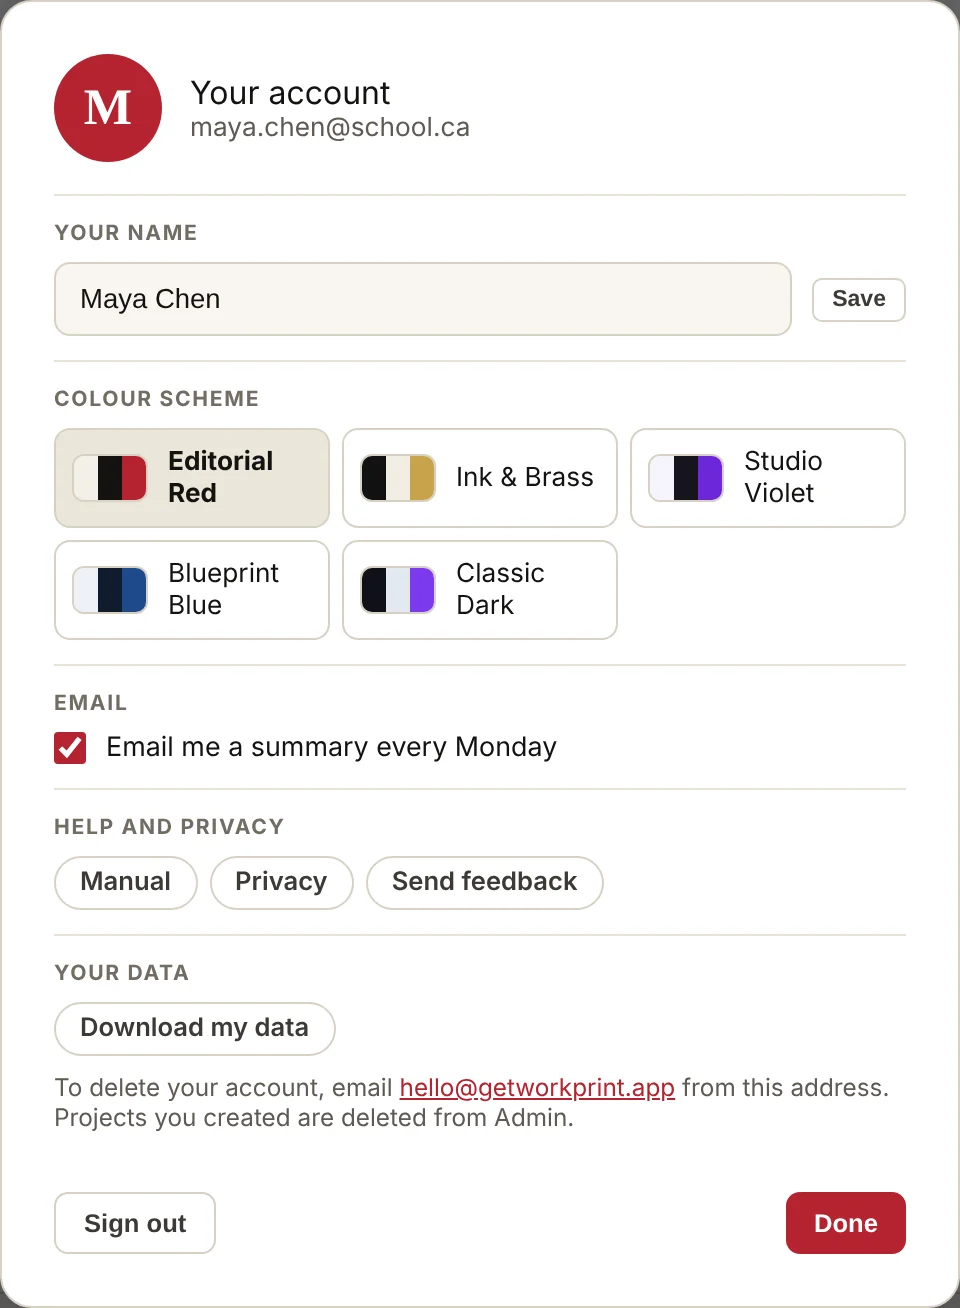 M
Your account
maya.chen@school.ca
YOUR NAME
Maya Chen
Save
COLOUR SCHEME
Editorial
Red
Ink & Brass
Studio
Violet
Blueprint
Blue
Classic
Dark
EMAIL
Email me a summary every Monday
HELP AND PRIVACY
Manual
Privacy
Send feedback
YOUR DATA
Download my data
To delete your account, email hello@getworkprint.app from this address.
Projects you created are deleted from Admin.
Sign out
Done